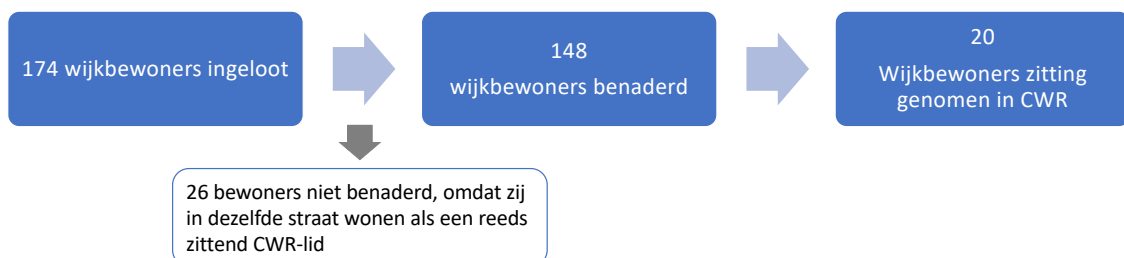 174 wijkbewoners ingeloot
148
wijkbewoners benaderd
20
Wijkbewoners zitting
genomen in CWR
26 bewoners niet benaderd, omdat zij
in dezelfde straat wonen als een reeds
zittend CWR-lid